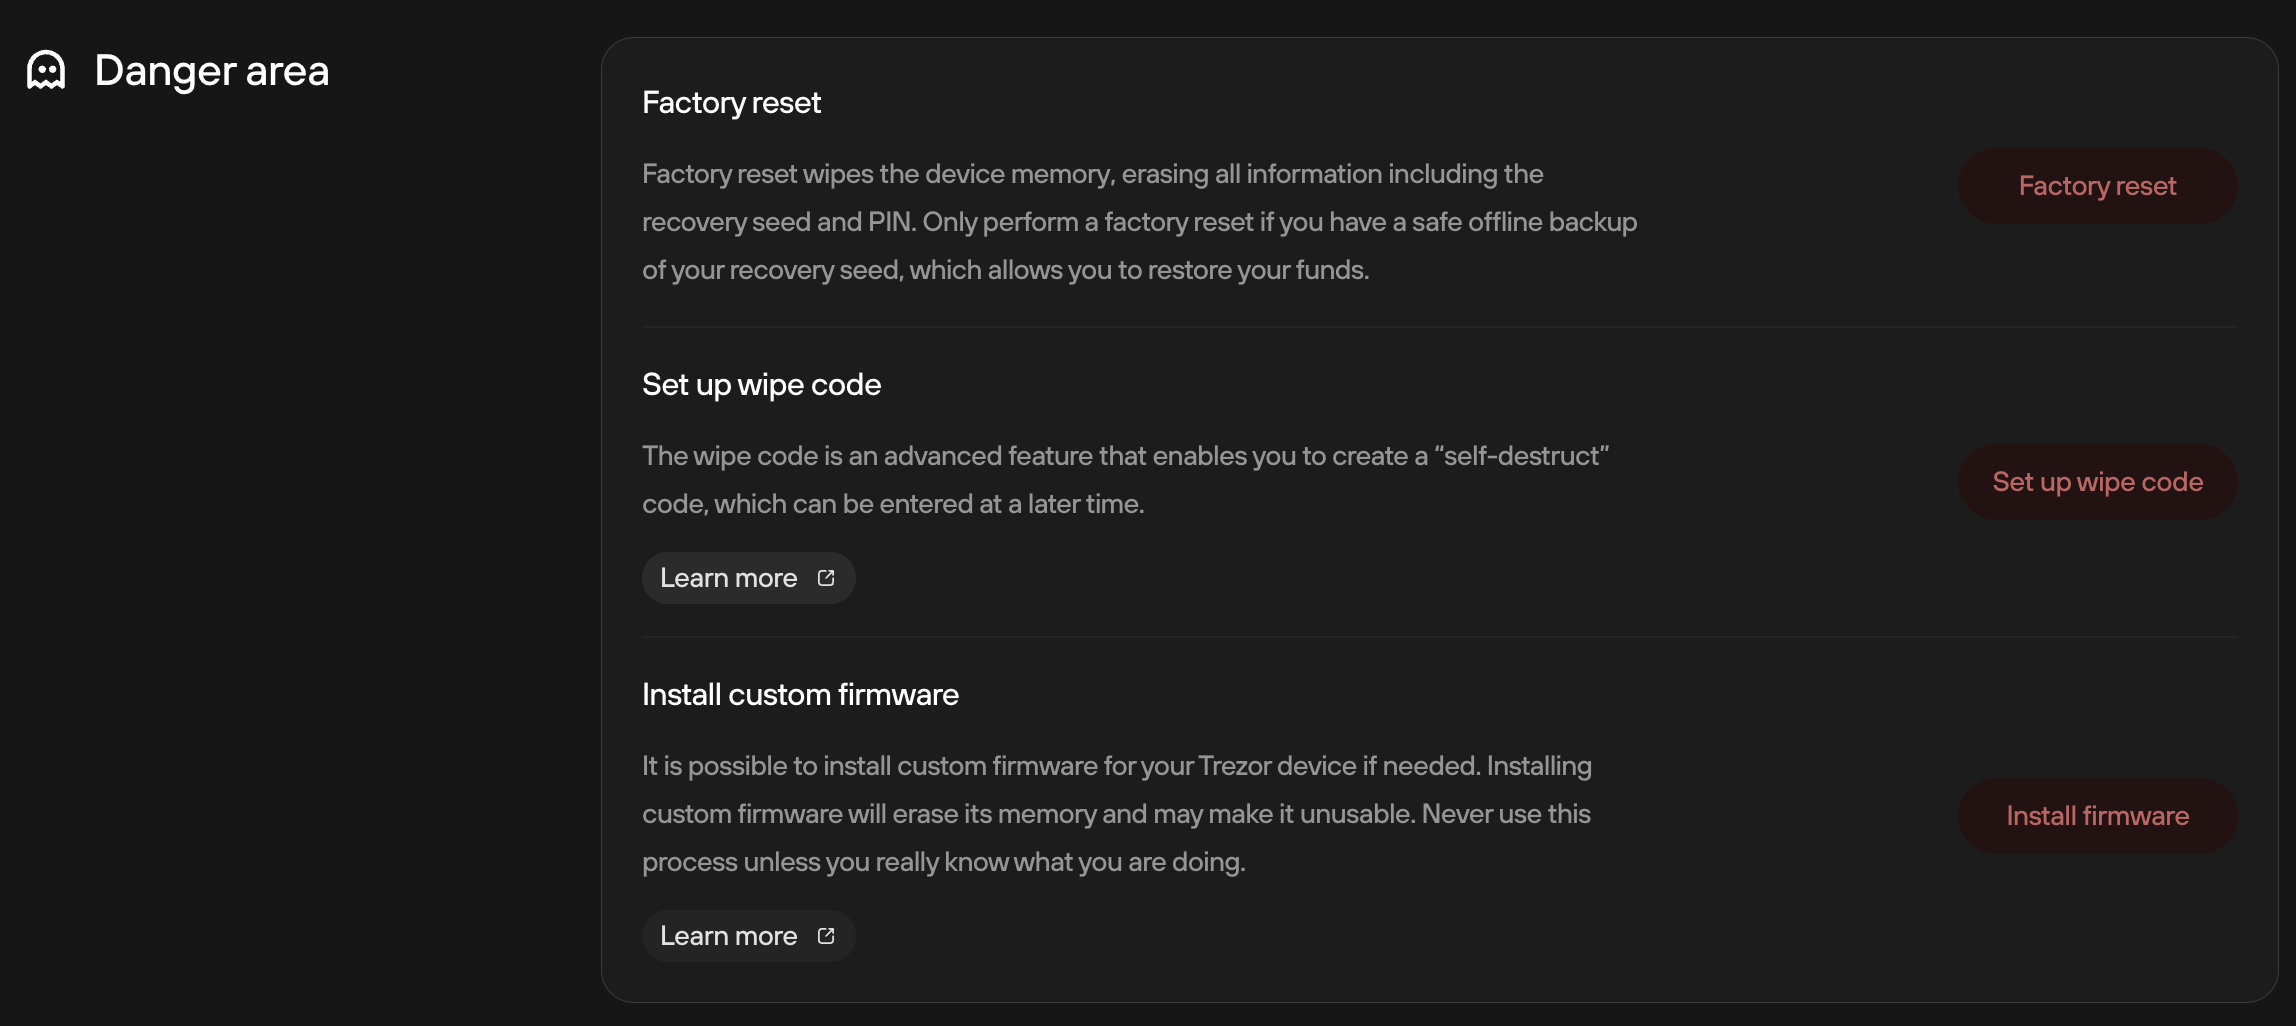 Danger area
Factory reset
Factory reset wipes the device memory, erasing all information including the
recovery seed and PIN. Only perform a factory reset if you have a safe offline backup
of your recovery seed, which allows you to restore your funds.
Factory reset
Set up wipe code
The wipe code is an advanced feature that enables you to create a “self-destruct”
code, which can be entered at a later time.
Set up wipe code
Learn more
Install custom firmware
It is possible to install custom firmware for your Trezor device if needed. Installing
custom firmware will erase its memory and may make it unusable. Never use this
process unless you really know what you are doing.
Install firmware
Learn more